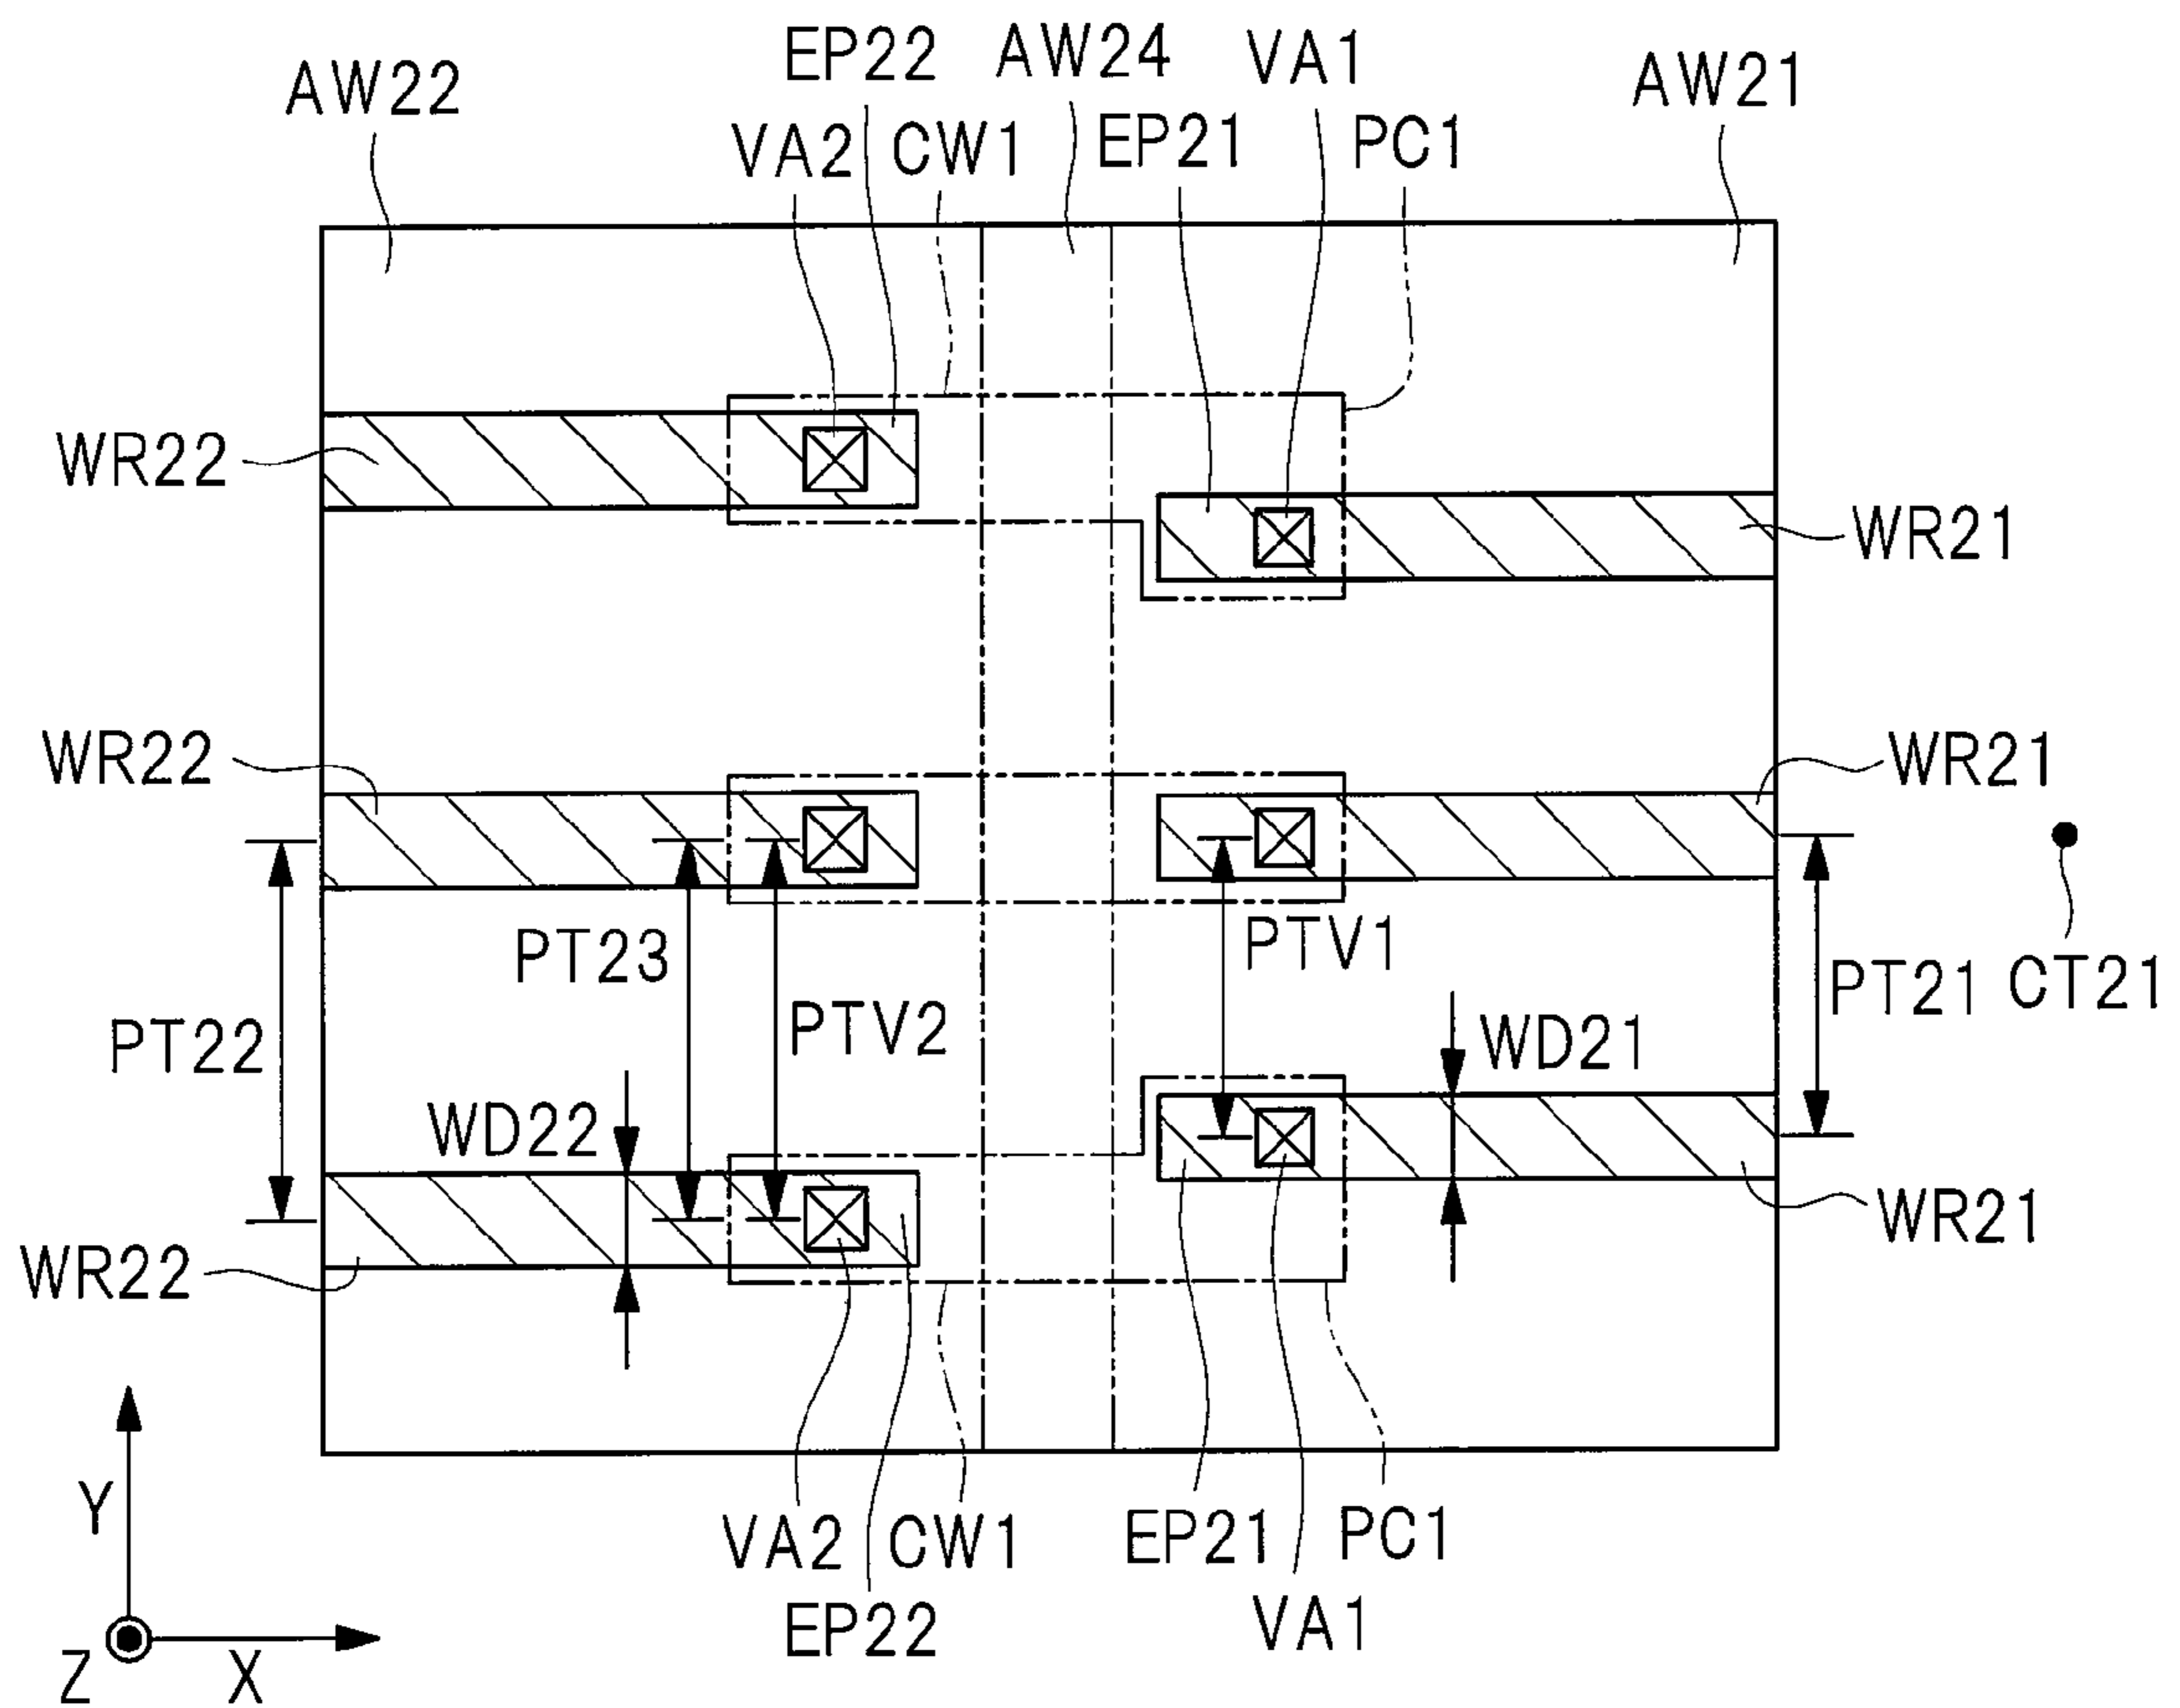 EP22 AW24 VA1
AW22 AW21
VA2 CW1 EP21 PC1
WR22
WR21
WR22 WR21
PT23 PTV1
PT22 PTV2 WD21 PT21 CT21
WD22
WR22 WR21
Y
VA2 CW1 EP21 PC1
EP22 VA1
Z X